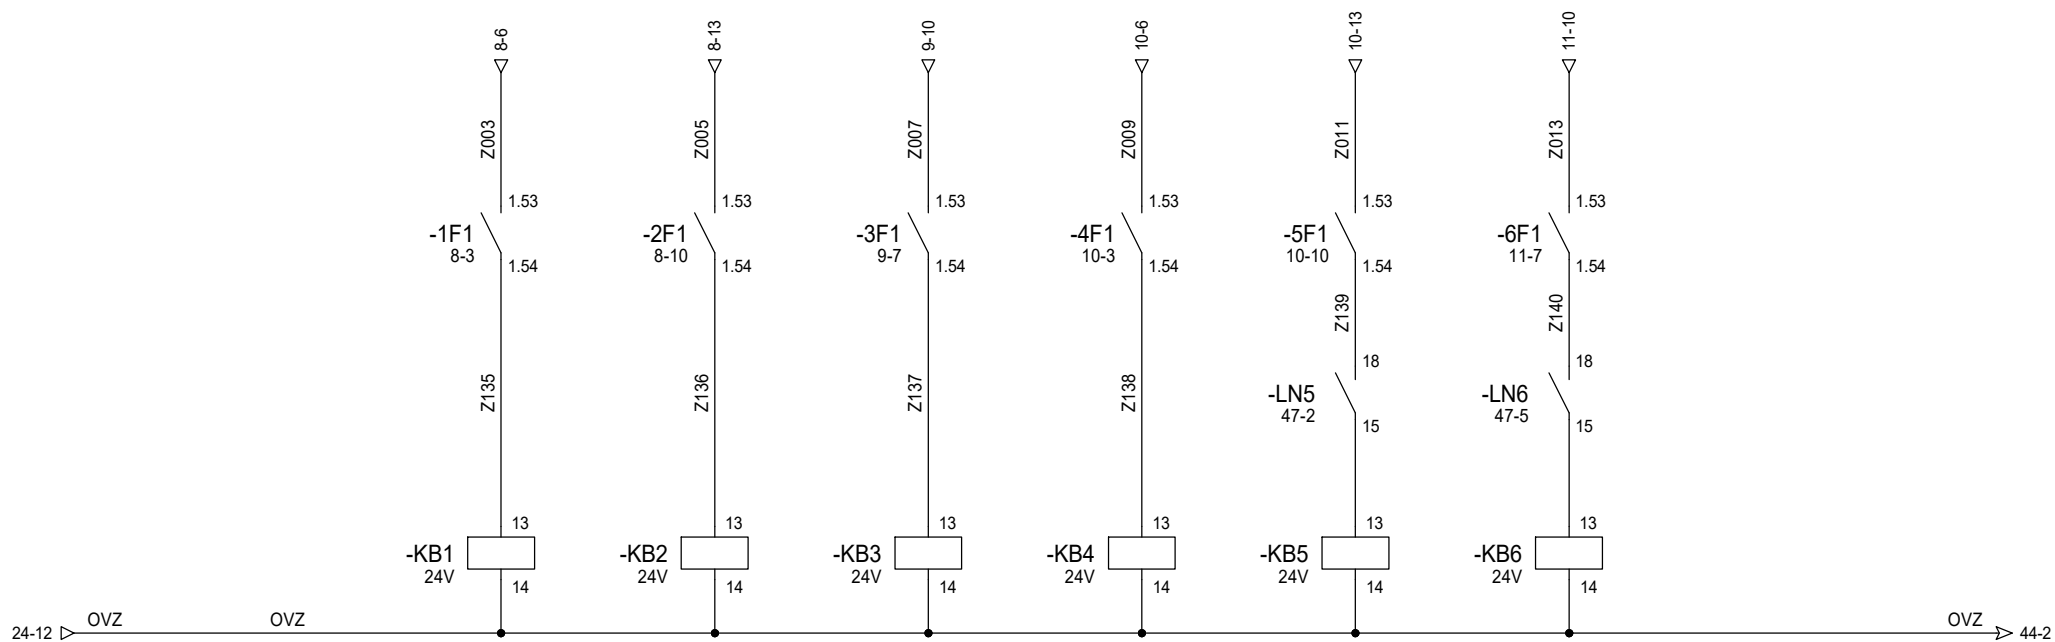 8-6
8-13
9-10
10-6
10-13
11-10
Z003
Z005
Z007
Z009
Z011
Z013
1.53
1.53
1.53
1.53
1.53
1.53
-1F1
-2F1
-3F1
-4F1
-5F1
-6F1
8-3
8-10
9-7
10-3
10-10
11-7
1.54
1.54
1.54
1.54
1.54
1.54
Z139
Z140
18
18
Z135
Z136
Z137
Z138
-LN5
-LN6
47-2
47-5
15
15
13
13
13
13
13
13
-KB1
-KB2
-KB3
-KB4
-KB5
-KB6
24V
24V
24V
24V
24V
24V
14
14
14
14
14
14
OVZ
OVZ
OVZ
24-12
44-2